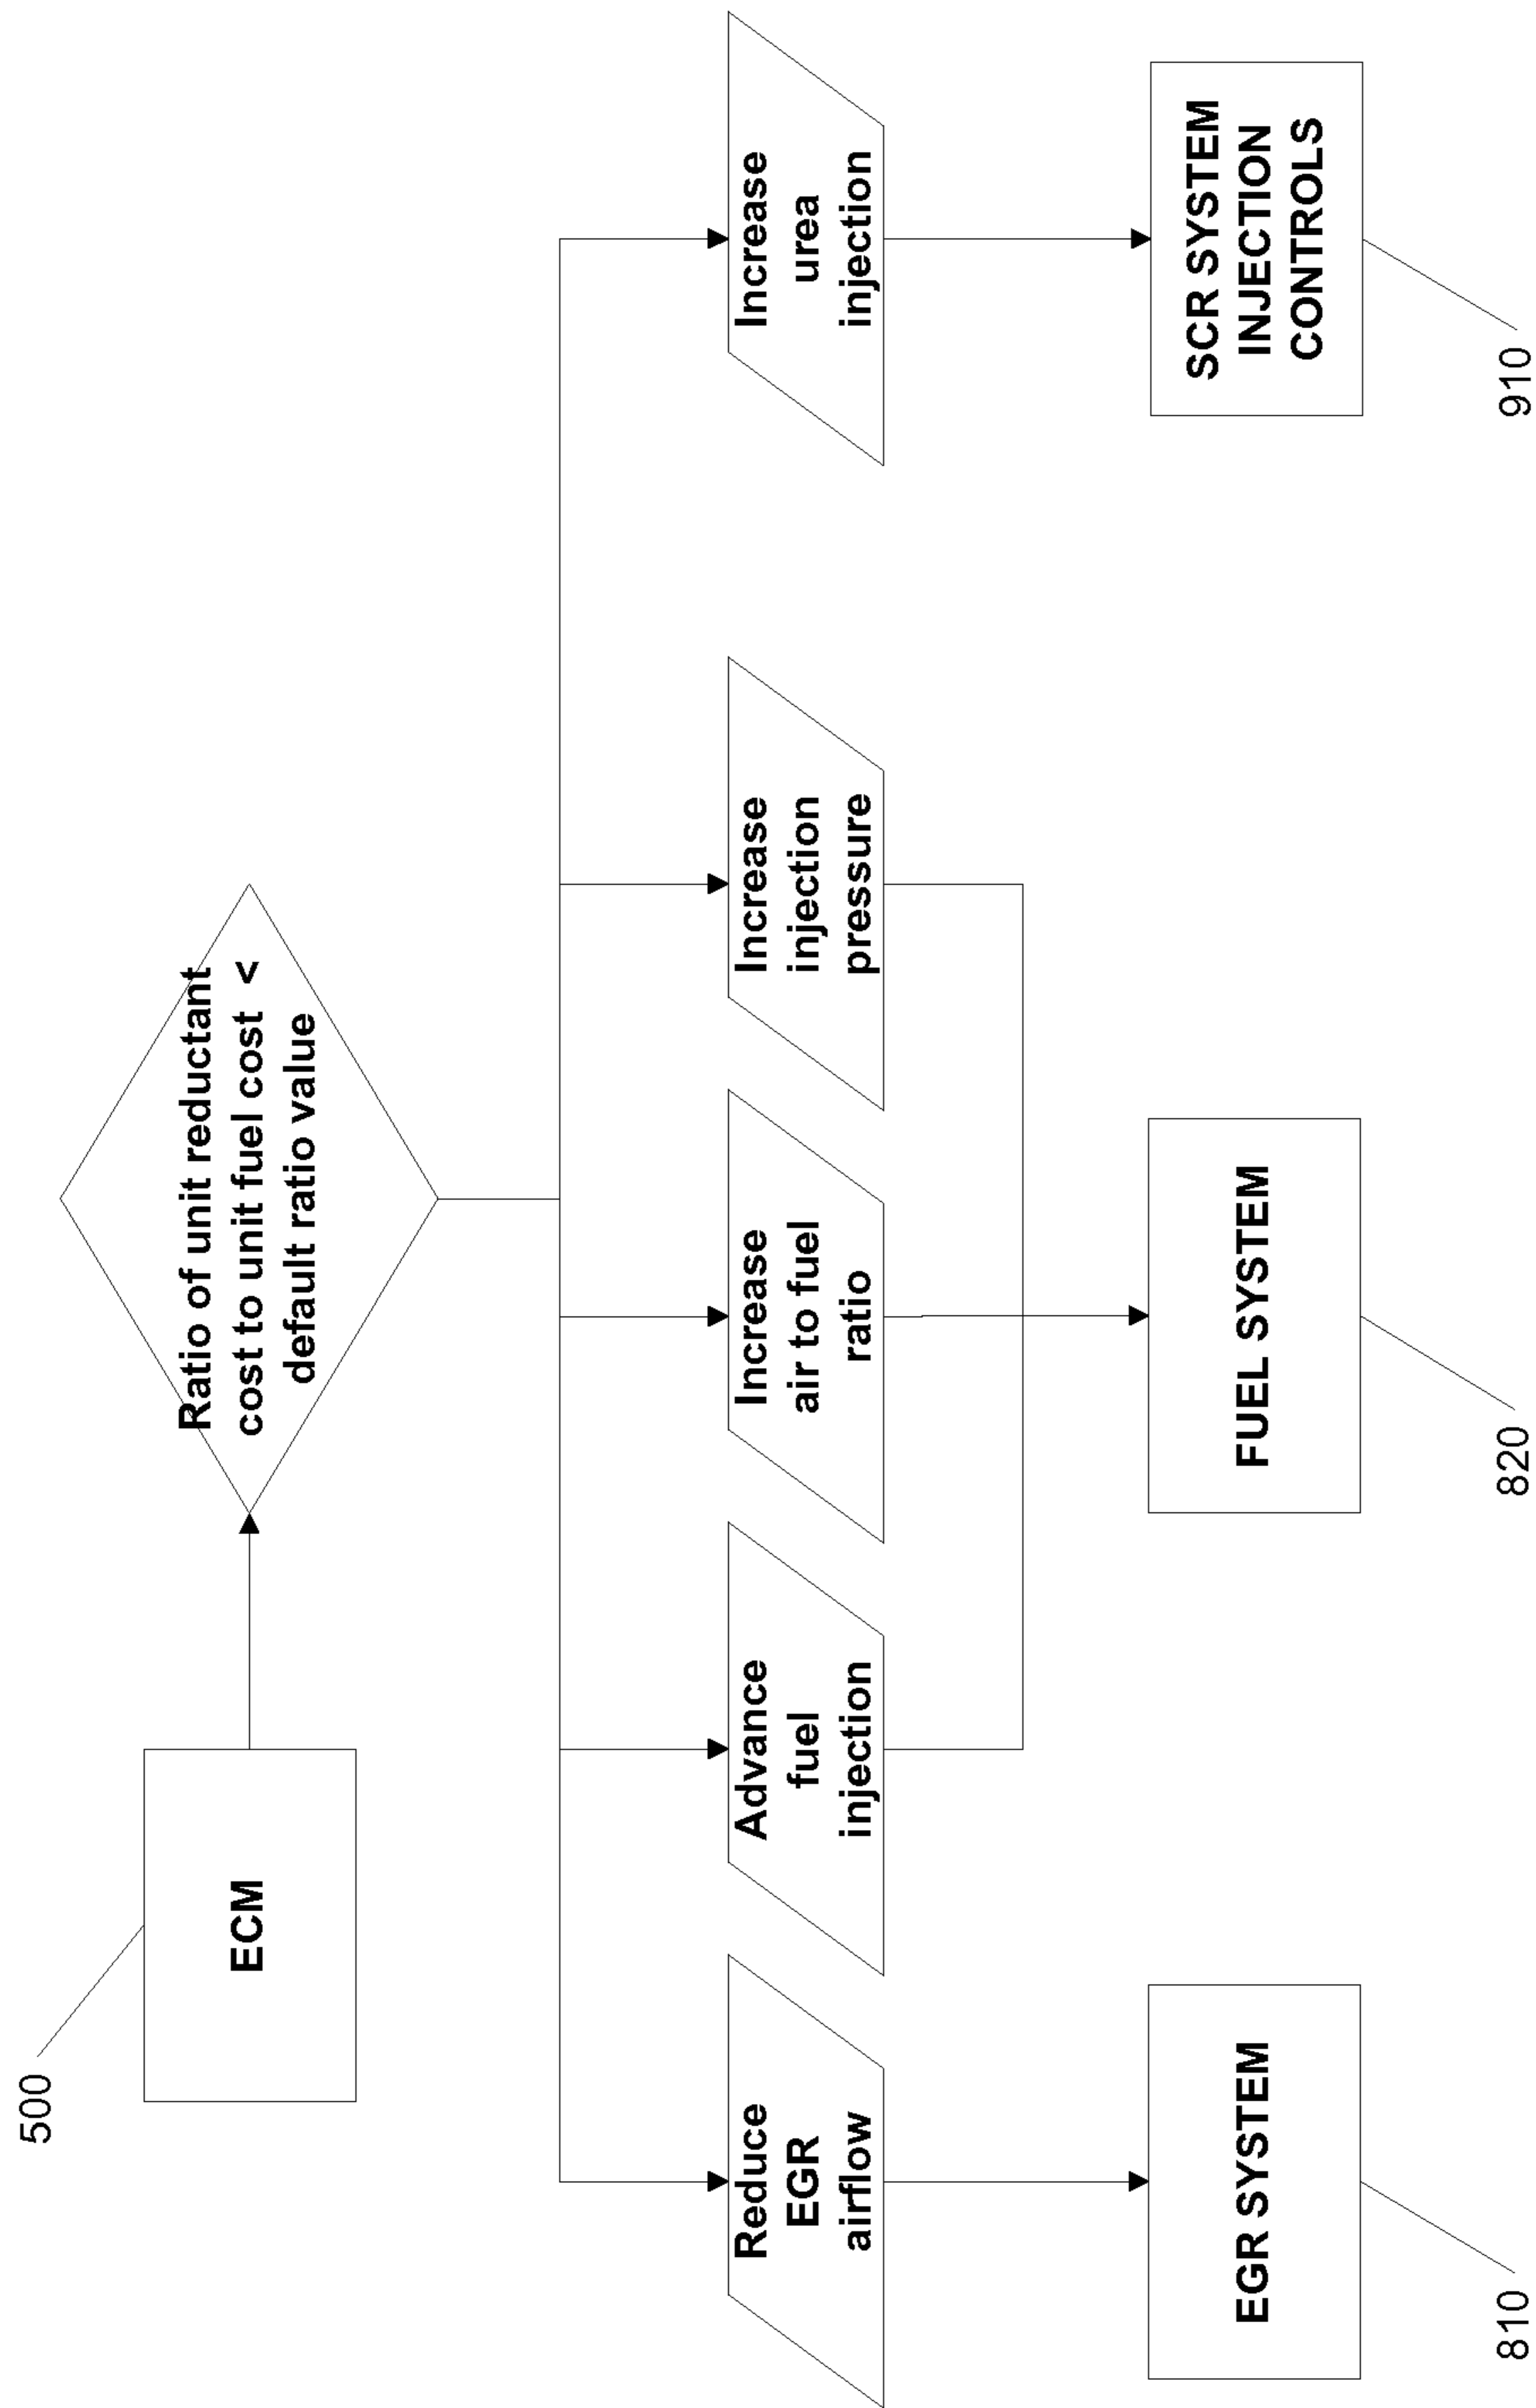 500
ECM
Ratio of unit reductant
cost to unit fuel cost <
default ratio value
Reduce
EGR
airflow
Advance
fuel
injection
Increase
air to fuel
ratio
Increase
injection
pressure
Increase
urea
injection
EGR SYSTEM
FUEL SYSTEM
SCR SYSTEM
INJECTION
CONTROLS
810
820
910